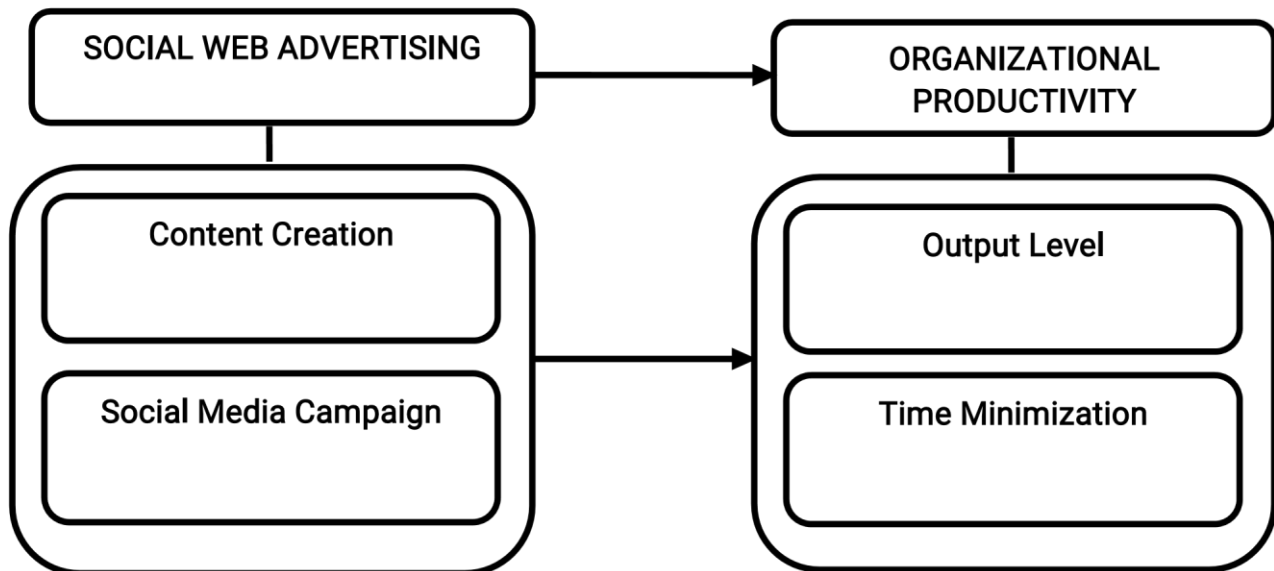 SOCIAL WEB ADVERTISING
ORGANIZATIONAL
PRODUCTIVITY
Content Creation
Social Media Campaign
Output Level
Time Minimization